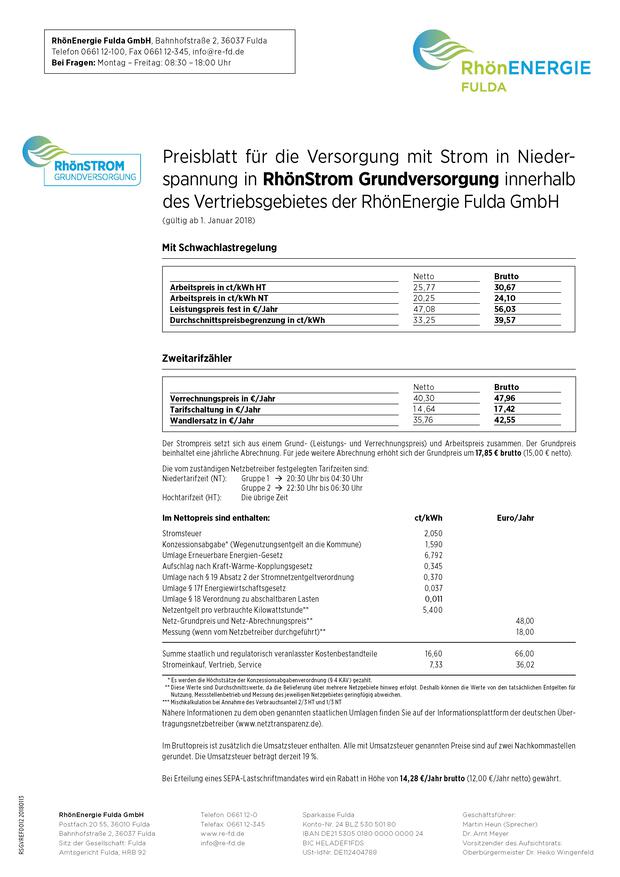 RhönEnergie Fulda GmbH, Bahnhofstraße 2, 36037 Fulda
Telefon 0661 12-100, Fax 0661 12-345, info@re-fd.de
Bei Fragen: Montag – Freitag: 08:30 – 18:00 Uhr
RhönENERGIE
FULDA
RhönSTROM
GRUNDVERSORGUNG
Preisblatt für die Versorgung mit Strom in Nieder-
spannung in RhönStrom Grundversorgung innerhalb
des Vertriebsgebietes der RhönEnergie Fulda GmbH
(gültig ab 1. Januar 2018)
Mit Schwachlastregelung
Netto Brutto
Arbeitspreis in ct/kWh HT 25,77 30,67
Arbeitspreis in ct/kWh NT 20,25 24,10
Leistungspreis fest in €/Jahr 47,08 56,03
Durchschnittspreisbegrenzung in ct/kWh 33,25 39,57
Zweitarifzähler
Netto Brutto
Verrechnungspreis in €/Jahr 40,30 47,96
Tarifschaltung in €/Jahr 14,64 17,42
Wandlersatz in €/Jahr 35,76 42,55
Der Strompreis setzt sich aus einem Grund- (Leistungs- und Verrechnungspreis) und Arbeitspreis zusammen. Der Grundpreis
beinhaltet eine jährliche Abrechnung. Für jede weitere Abrechnung erhöht sich der Grundpreis um 17,85 € brutto (15,00 € netto).
Die vom zuständigen Netzbetreiber festgelegten Tarifzeiten sind:
Niedertarifzeit (NT): Gruppe 1 → 20:30 Uhr bis 04:30 Uhr
Gruppe 2 → 22:30 Uhr bis 06:30 Uhr
Hochtarifzeit (HT): Die übrige Zeit
Im Nettopreis sind enthalten: ct/kWh Euro/Jahr
Stromsteuer 2,050
Konzessionsabgabe* (Wegenutzungsentgelt an die Kommune) 1,590
Umlage Erneuerbare Energien-Gesetz 6,792
Aufschlag nach Kraft-Wärme-Kopplungsgesetz 0,345
Umlage nach § 19 Absatz 2 der Stromnetzentgeltverordnung 0,370
Umlage § 17f Energiewirtschaftsgesetz 0,037
Umlage § 18 Verordnung zu abschaltbaren Lasten 0,011
Netzentgelt pro verbrauchte Kilowattstunde** 5,400
Netz-Grundpreis und Netz-Abrechnungspreis** 48,00
Messung (wenn vom Netzbetreiber durchgeführt)** 18,00
Summe staatlich und regulatorisch veranlasster Kostenbestandteile 16,60 66,00
Stromeinkauf, Vertrieb, Service 7,33 36,02
* Es werden die Höchstsätze der Konzessionsabgabenverordnung (§ 4 KAV) gezahlt.
** Diese Werte sind Durchschnittswerte, da die Belieferung über mehrere Netzgebiete hinweg erfolgt. Deshalb können die Werte von den tatsächlichen Entgelten für
Nutzung, Messstellenbetrieb und Messung des jeweiligen Netzgebietes geringfügig abweichen.
*** Mischkalkulation bei Annahme des Verbrauchsanteil 2/3 HT und 1/3 NT
Nähere Informationen zu dem oben genannten staatlichen Umlagen finden Sie auf der Informationsplattform der deutschen Über-
tragungsnetzbetreiber (www.netztransparenz.de).
Im Bruttopreis ist zusätzlich die Umsatzsteuer enthalten. Alle mit Umsatzsteuer genannten Preise sind auf zwei Nachkommastellen
gerundet. Die Umsatzsteuer beträgt derzeit 19 %.
Bei Erteilung eines SEPA-Lastschriftmandates wird ein Rabatt in Höhe von 14,28 €/Jahr brutto (12,00 €/Jahr netto) gewährt.
RSGV/REFD012 20180113
RhönEnergie Fulda GmbH
Postfach 20 55, 36010 Fulda
Bahnhofstraße 2, 36037 Fulda
Sitz der Gesellschaft: Fulda
Amtsgericht Fulda, HRB 92
Telefon: 0661 12-0
Telefax: 0661 12-345
www.re-fd.de
info@re-fd.de
Sparkasse Fulda
Konto-Nr. 24 BLZ 530 501 80
IBAN DE21 5305 0180 0000 0000 24
BIC HELADEF1FDS
USt-IdNr. DE112404788
Geschäftsführer:
Martin Heun (Sprecher)
Dr. Arnt Meyer
Vorsitzender des Aufsichtsrats:
Oberbürgermeister Dr. Heiko Wingenfeld